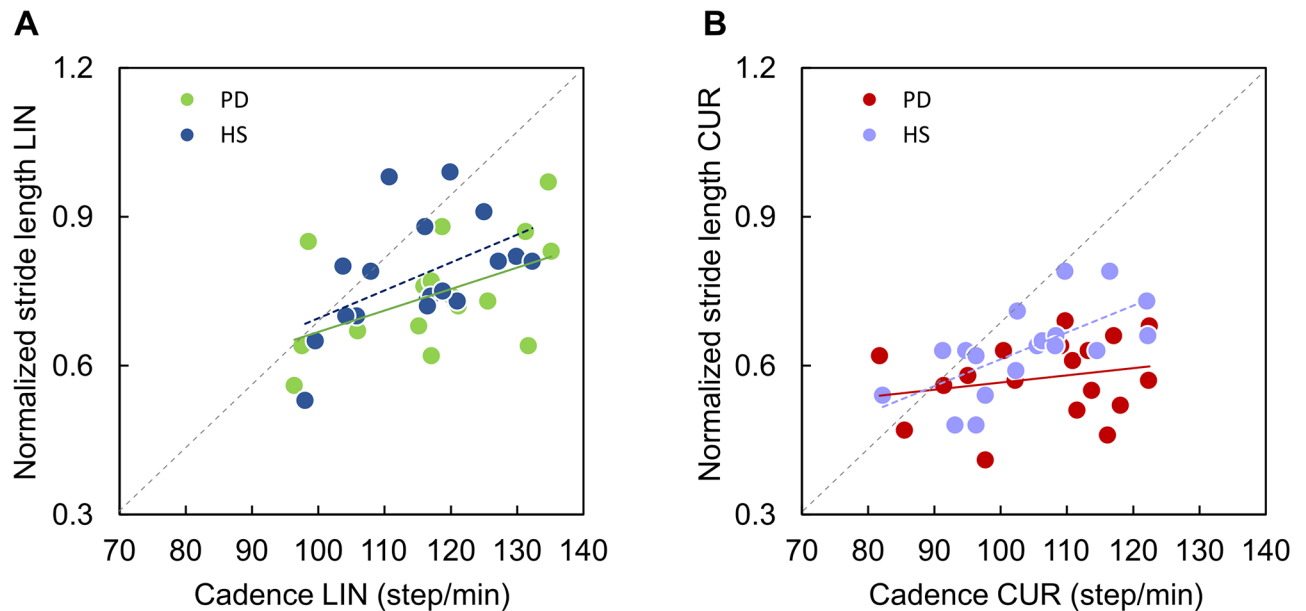 A
Normalized stride length LIN
1.2
0.9
0.6
0.3
PD
HS
70 80 90 100 110 120 130 140
Cadence LIN (step/min)
B
Normalized stride length CUR
1.2
0.9
0.6
0.3
PD
HS
70 80 90 100 110 120 130 140
Cadence CUR (step/min)